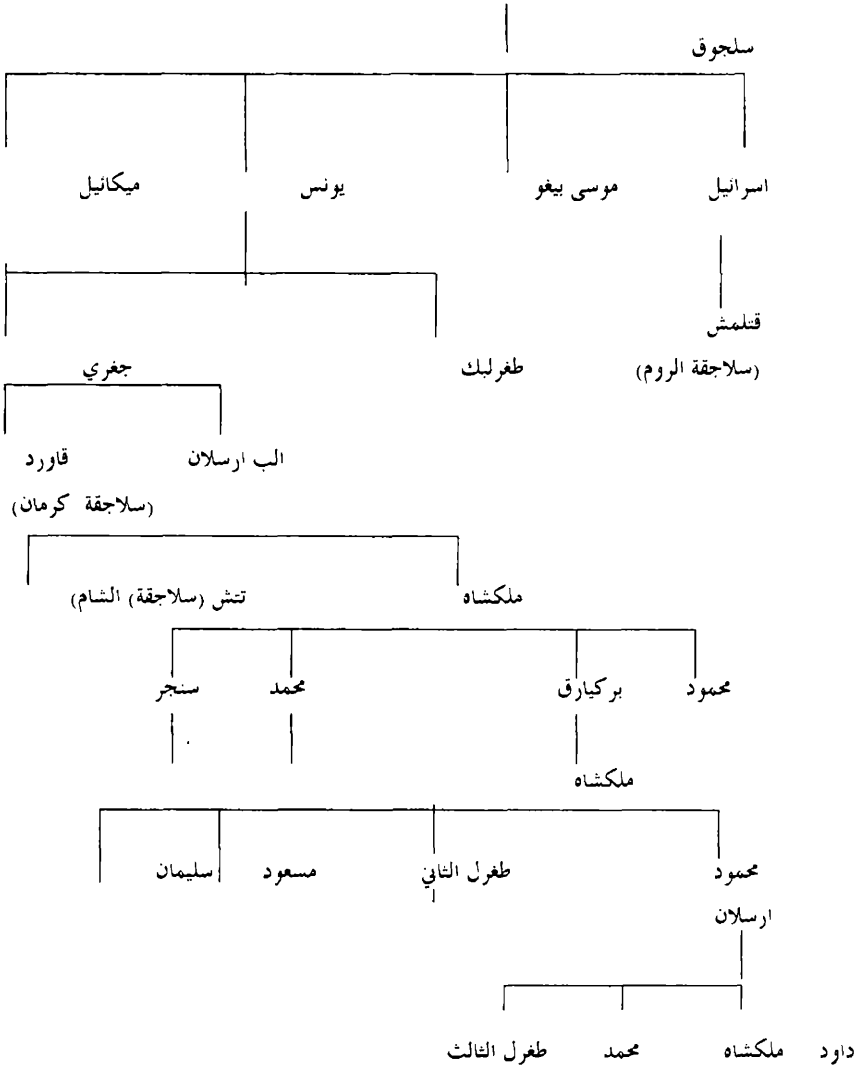 سلجوق
اسرائيل موسى بيغو يونس ميكائيل
قتلمش
(سلاجقة الروم) طغرلبك جغري
الب ارسلان قاورد
(سلاجقة كرمان)
ملكشاه تتش (سلاجقة) الشام)
محمود بركيارق محمد سنجر
ملكشاه
محمود طغرل الثاني مسعود سليمان
ارسلان
داود ملكشاه محمد طغرل الثالث